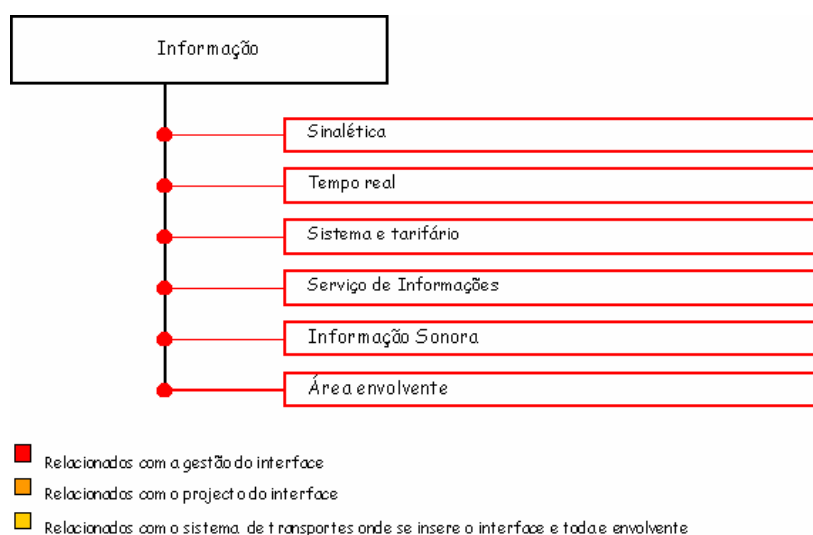 Informação
Sinalética
Tempo real
Sistema e tarifário
Serviço de Informações
Informação Sonora
Área envolvente
Relacionados com a gestão do interface
Relacionados com o projecto do interface
Relacionados com o sistema de transportes onde se insere o interface e toda e envolvente